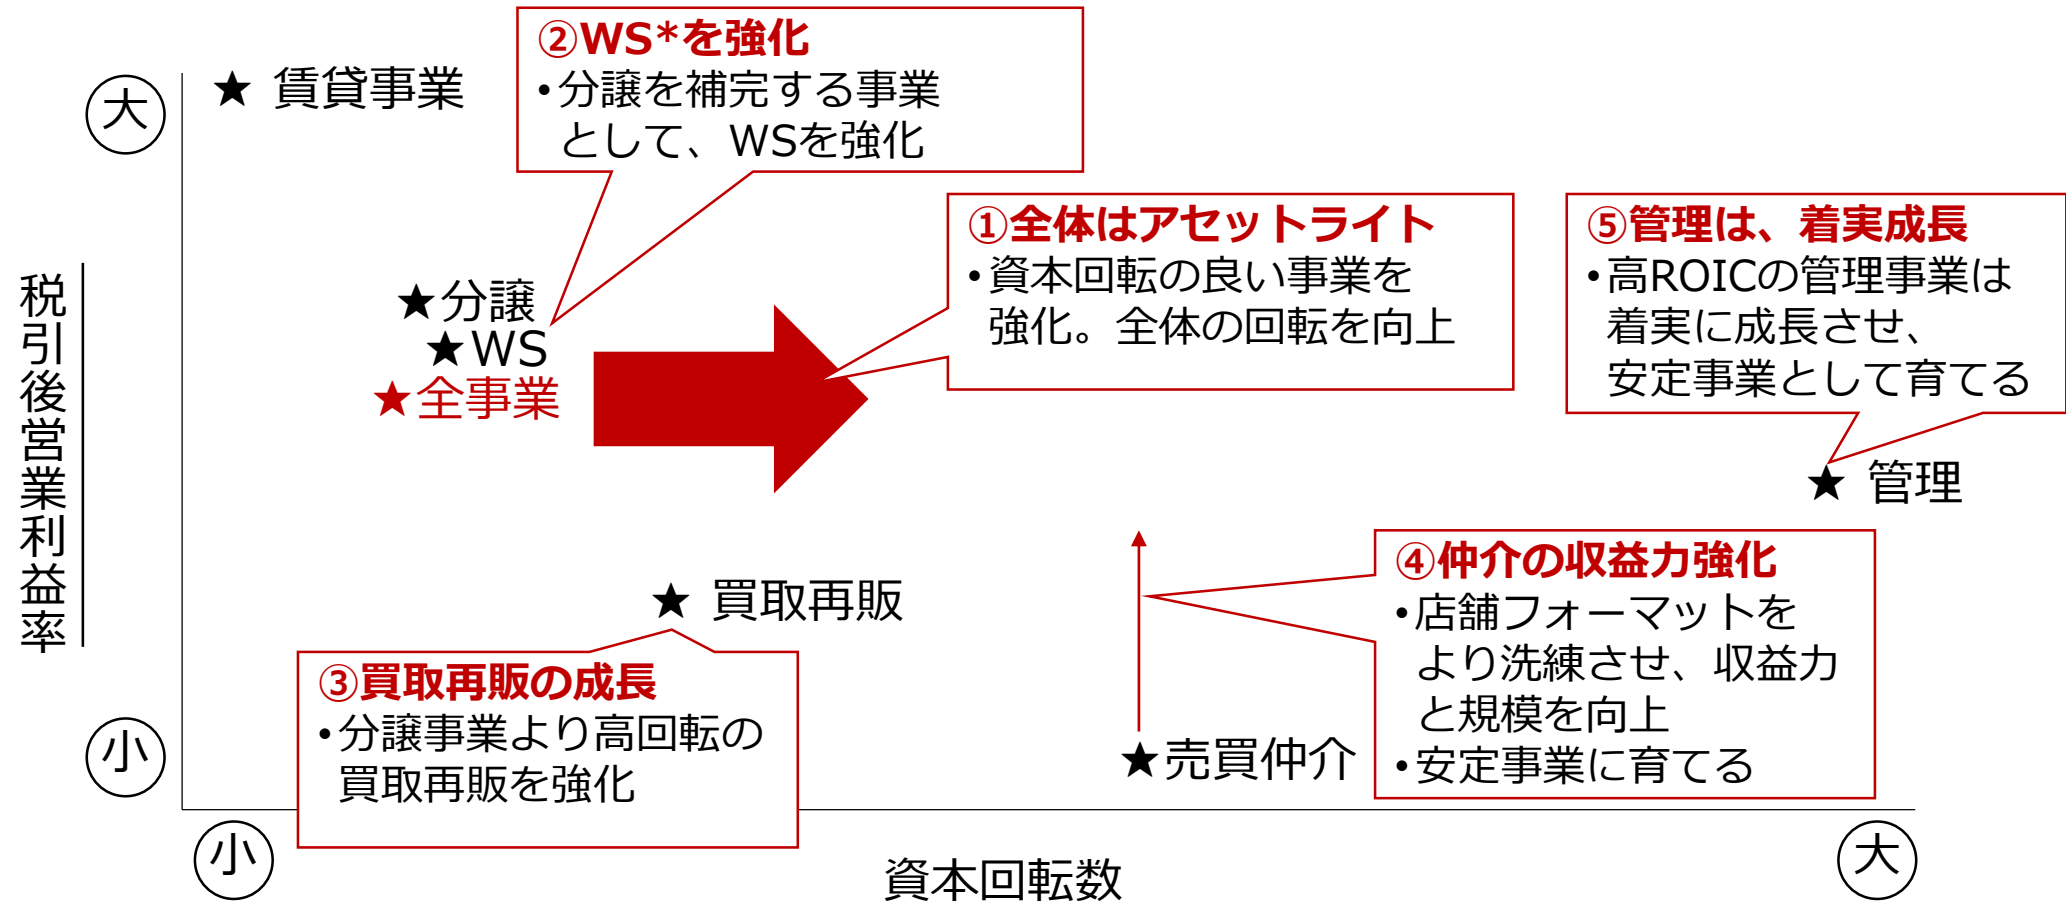 ②WS*を強化
•分譲を補完する事業
として、WSを強化
大
★ 賃貸事業
①全体はアセットライト
•資本回転の良い事業を
強化。全体の回転を向上
⑤管理は、着実成長
•高ROICの管理事業は
着実に成長させ、
安定事業として育てる
税引後営業利益率
★分譲
★WS
★全事業
★ 管理
④仲介の収益力強化
•店舗フォーマットを
より洗練させ、収益力
と規模を向上
•安定事業に育てる
★ 買取再販
③買取再販の成長
•分譲事業より高回転の
買取再販を強化
★売買仲介
小
小
資本回転数
大